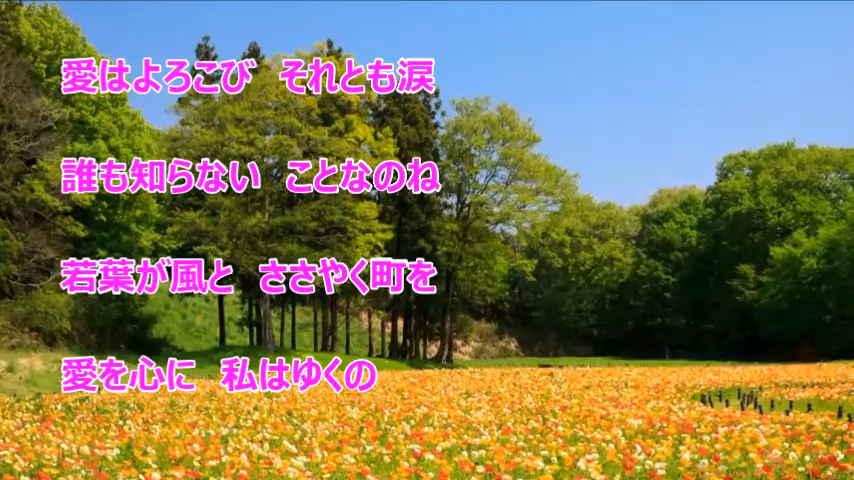 愛はよろこび　それとも涙
誰も知らない　ことなのね
若葉が風と　ささやく町を
愛を心に　私はゆくの